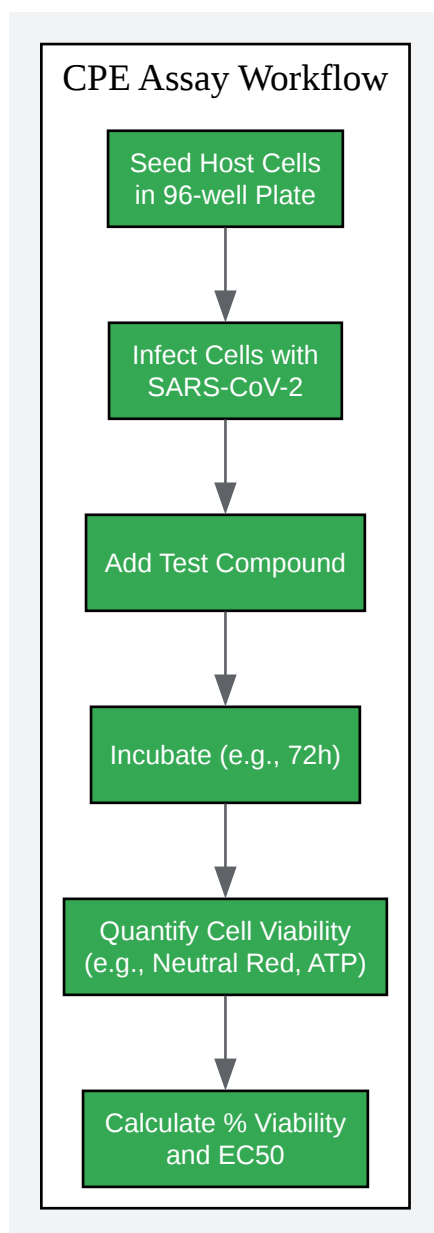 CPE Assay Workflow
Seed Host Cells
in 96-well Plate
Infect Cells with
SARS-CoV-2
Add Test Compound
Incubate (e.g., 72h)
Quantify Cell Viability
(e.g., Neutral Red, ATP)
Calculate % Viability
and EC50